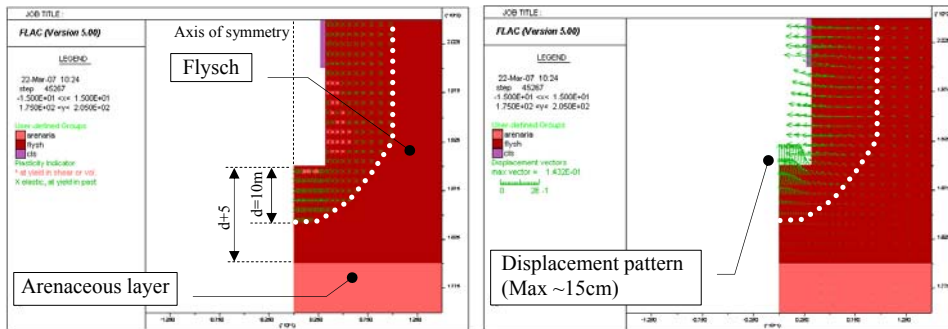 JOB TITLE :
FLAC (Version 5.00)
LEGEND
22-Mar-07 10:24
step 45267
-1.500E+01 <x< 1.500E+01
1.750E+02 <y< 2.050E+02
User-defined Groups
arenaria
flysh
cls
Plasticity Indicator
* at yield in shear or vol.
X elastic, at yield in past
Axis of symmetry
Flysch
d+5
d=10m
Arenaceous layer
JOB TITLE :
FLAC (Version 5.00)
LEGEND
22-Mar-07 10:24
step 45267
-1.500E+01 <x< 1.500E+01
1.750E+02 <y< 2.050E+02
User-defined Groups
arenaria
flysh
cls
Displacement vectors
max vector = 1.432E-01
0 2E -1
Displacement pattern
(Max ~15cm)